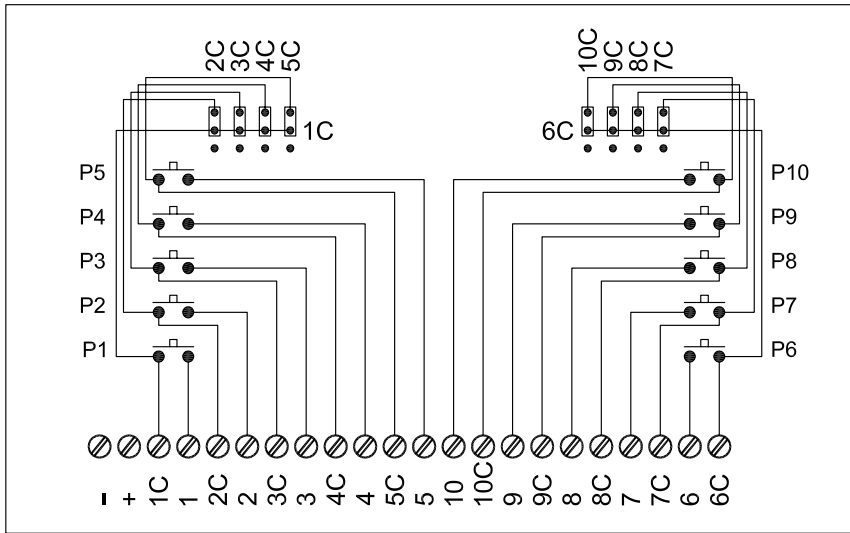 2C 3C 4C 5C 10C 9C 8C 7C
1C 6C
P5 P10
P4 P9
P3 P8
P2 P7
P1 P6
- + 1C 1 2C 2 3C 3 4C 4 5C 5 10 10C 9 9C 8 8C 7 7C 6 6C